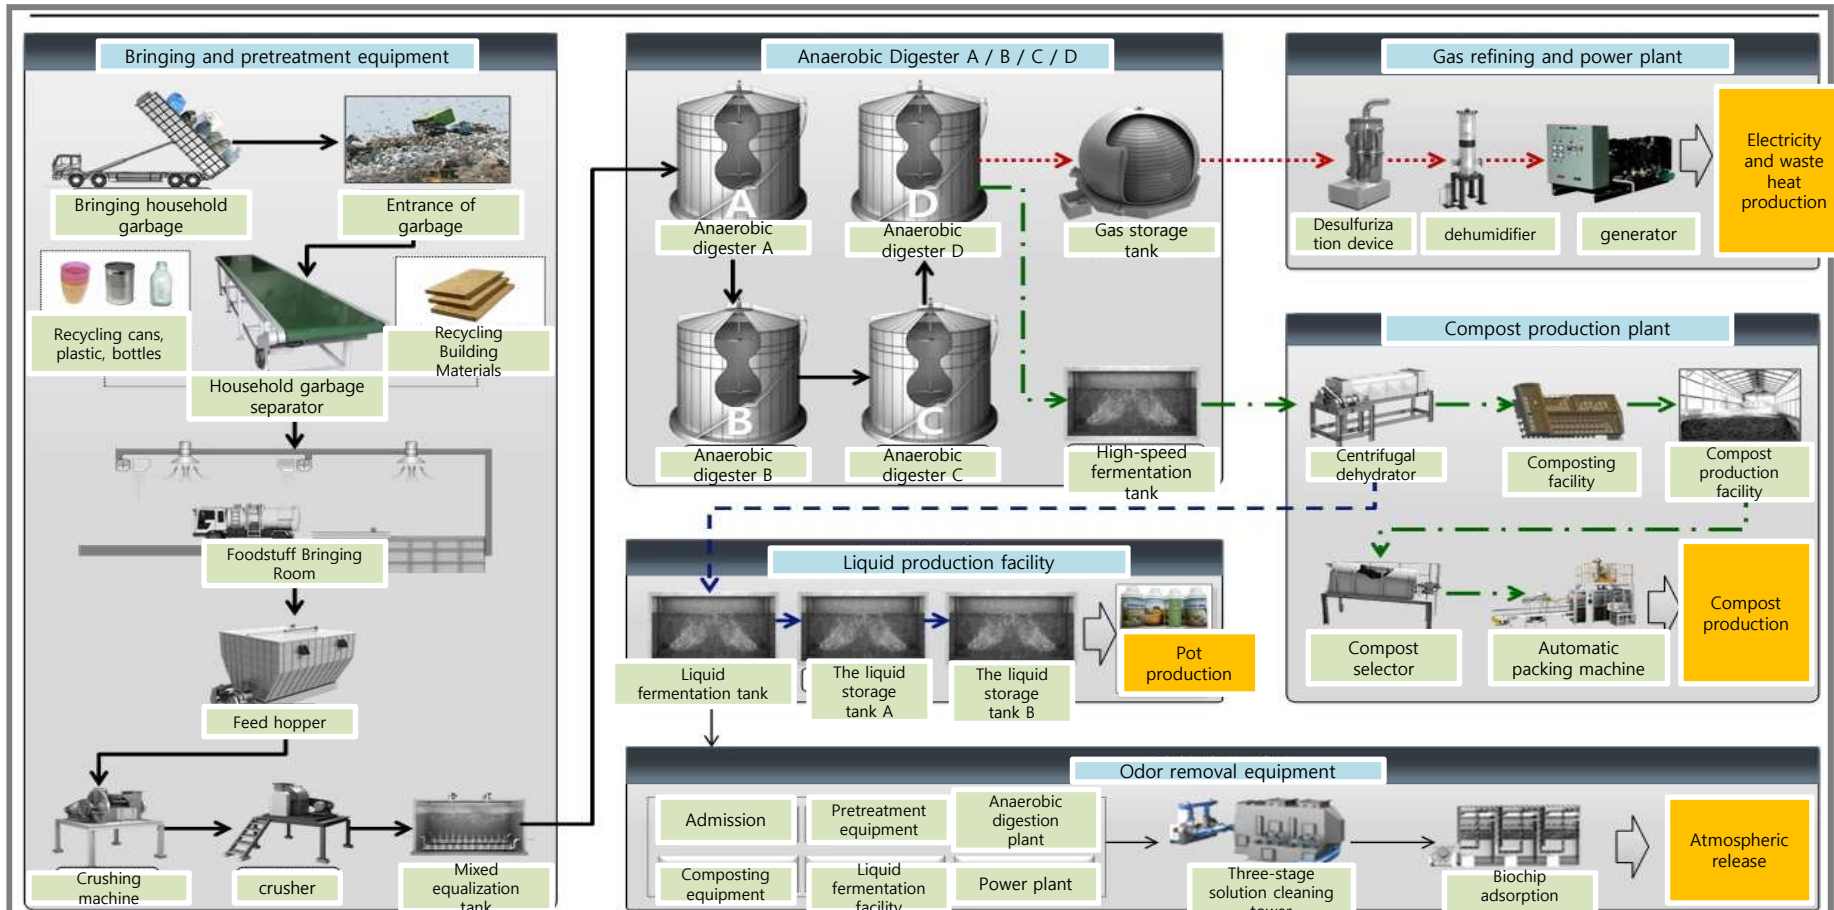 Bringing and pretreatment equipment
Bringing household
garbage
Entrance of
garbage
Recycling cans,
plastic, bottles
Recycling
Building
Materials
Household garbage
separator
Foodstuff Bringing
Room
Feed hopper
Crushing
machine
crusher
Mixed
equalization
tank
Anaerobic Digester A / B / C / D
A
Anaerobic
digester A
D
Anaerobic
digester D
Gas storage
tank
B
Anaerobic
digester B
C
Anaerobic
digester C
High-speed
fermentation
tank
Gas refining and power plant
Desulfuriza
tion device
dehumidifier
generator
Electricity
and waste
heat
production
Compost production plant
Centrifugal
dehydrator
Composting
facility
Compost
production
facility
Compost
selector
Automatic
packing machine
Compost
production
Liquid production facility
Liquid
fermentation tank
The liquid
storage
tank A
The liquid
storage
tank B
Pot
production
Odor removal equipment
Admission
Pretreatment
equipment
Anaerobic
digestion
plant
Composting
equipment
Liquid
fermentation
facility
Power plant
Three-stage
solution cleaning
tower
Biochip
adsorption
Atmospheric
release